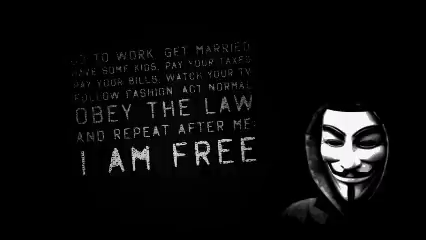 GO TO WORK, GET MARRIED
HAVE SOME KIDS, PAY YOUR TAXES
PAY YOUR BILLS, WATCH YOUR TV
FOLLOW FASHION, ACT NORMAL
OBEY THE LAW
AND REPEAT AFTER ME:
I AM FREE